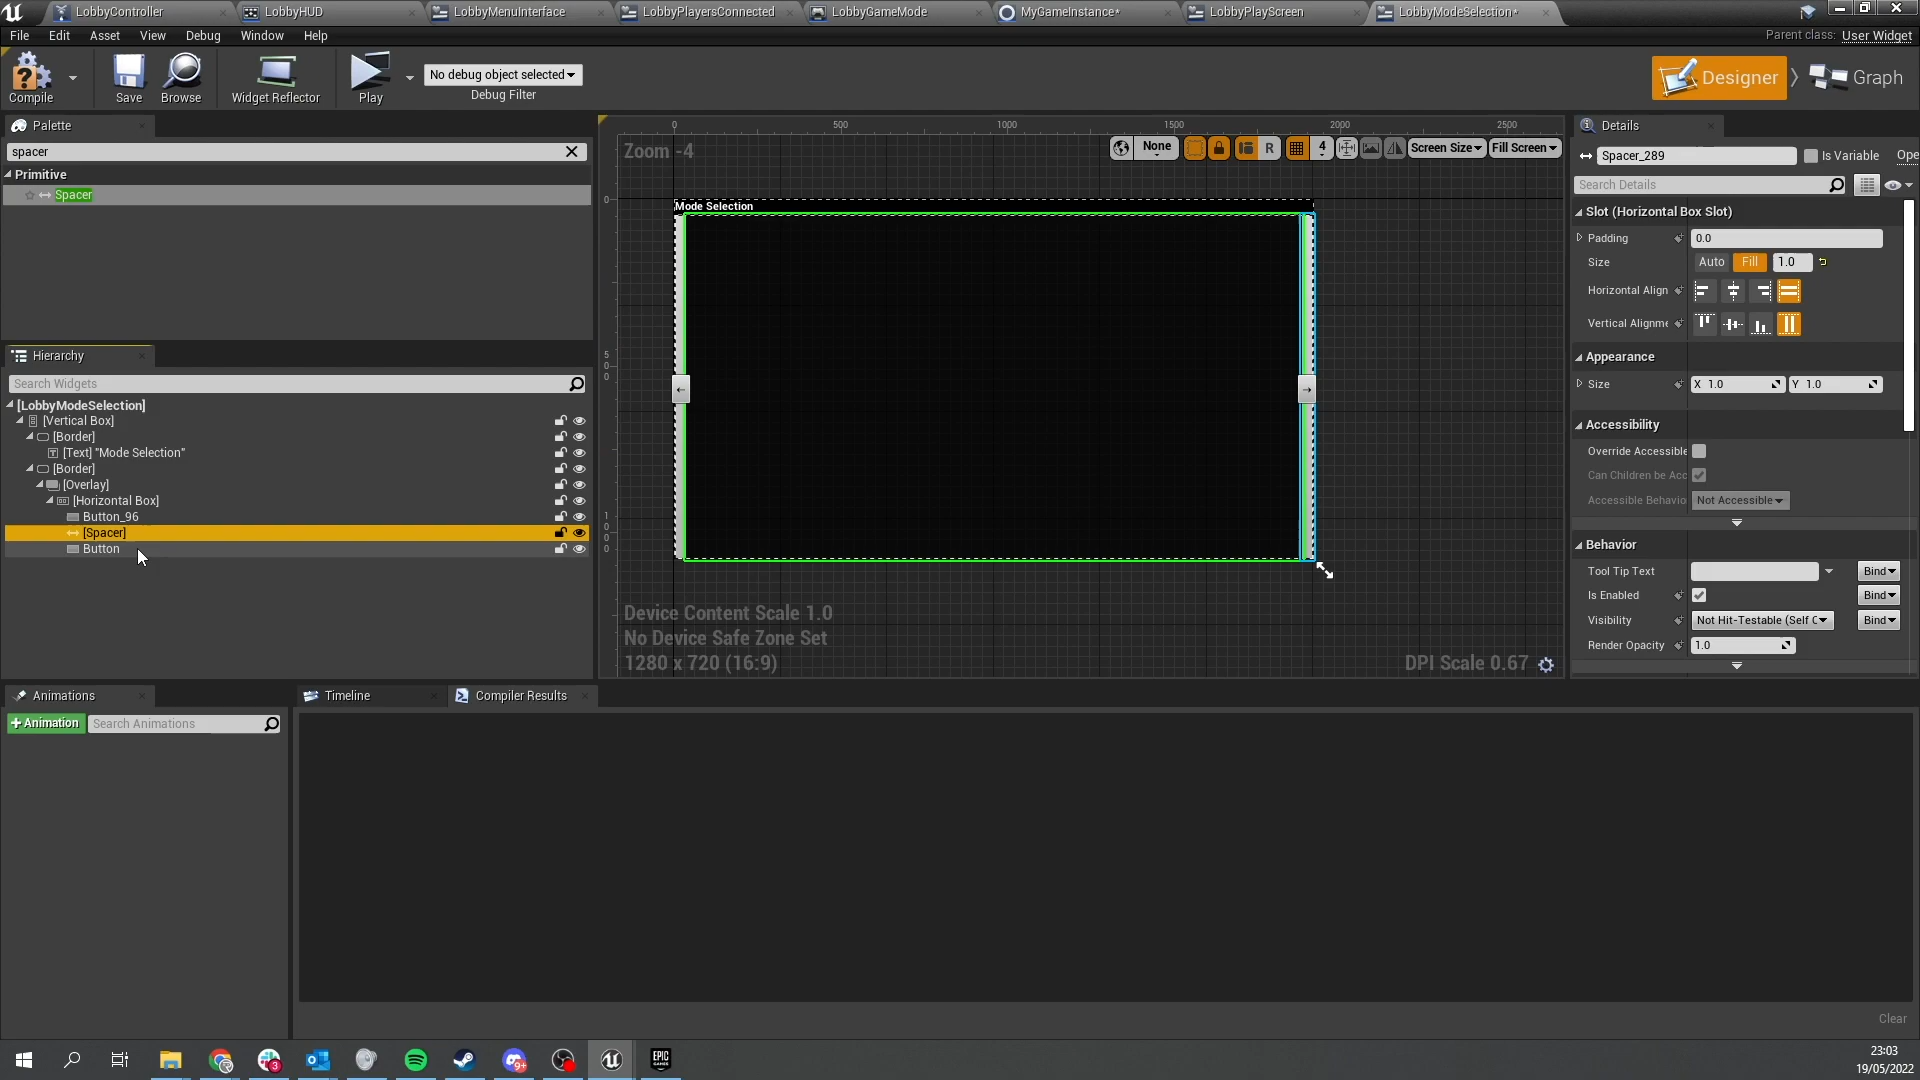 LobbyController
LobbyHUD
LobbyMenuInterface
LobbyPlayersConnected
LobbyGameMode
MyGameInstance*
LobbyPlayScreen
LobbyModeSelection*
File
Edit
Asset
View
Debug
Window
Help
Parent class: User Widget
Compile
Save
Browse
Widget Reflector
Play
No debug object selected
Debug Filter
Designer
Graph
Palette
spacer
Primitive
Spacer
Hierarchy
Search Widgets
[LobbyModeSelection]
[Vertical Box]
[Border]
[Text] "Mode Selection"
[Border]
[Overlay]
[Horizontal Box]
Button_96
[Spacer]
Button
0 500 1000 1500 2000 2500
Zoom -4
None
R
4
Screen Size
Fill Screen
0
500
1000
Mode Selection
←
→
Device Content Scale 1.0
No Device Safe Zone Set
1280 x 720 (16:9)
DPI Scale 0.67
Details
Spacer_289
Is Variable
Ope
Search Details
Slot (Horizontal Box Slot)
Padding
0.0
Size
Auto
Fill
1.0
Horizontal Align
Vertical Alignme
Appearance
Size
X 1.0
Y 1.0
Accessibility
Override Accessible
Can Children be Acc
Accessible Behavio
Not Accessible
Behavior
Tool Tip Text
Bind
Is Enabled
Bind
Visibility
Not Hit-Testable (Self C
Bind
Render Opacity
1.0
Animations
+Animation
Search Animations
Timeline
Compiler Results
Clear
3
9+
EPIC
GAMES
23:03
19/05/2022